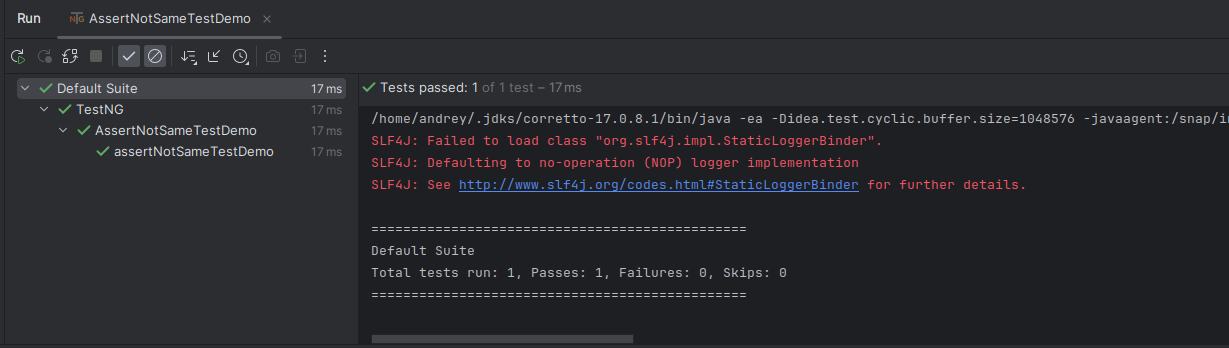 Run AssertNotSameTestDemo
Default Suite 17 ms
TestNG 17 ms
AssertNotSameTestDemo 17 ms
assertNotSameTestDemo 17 ms
Tests passed: 1 of 1 test – 17 ms
/home/andrey/.jdks/corretto-17.0.8.1/bin/java -ea -Didea.test.cyclic.buffer.size=1048576 -javaagent:/snap/in
SLF4J: Failed to load class "org.slf4j.impl.StaticLoggerBinder".
SLF4J: Defaulting to no-operation (NOP) logger implementation
SLF4J: See http://www.slf4j.org/codes.html#StaticLoggerBinder for further details.
===============================================
Default Suite
Total tests run: 1, Passes: 1, Failures: 0, Skips: 0
===============================================